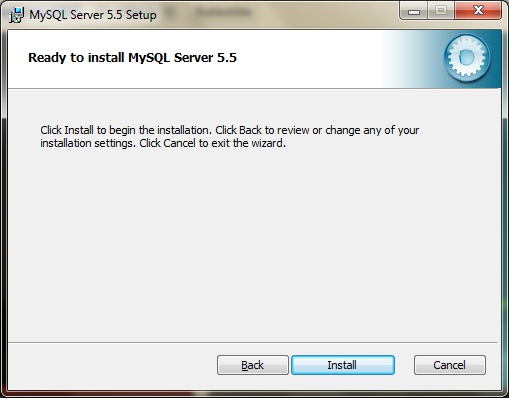 MySQL Server 5.5 Setup
Ready to install MySQL Server 5.5
Click Install to begin the installation. Click Back to review or change any of your
installation settings. Click Cancel to exit the wizard.
Back Install Cancel